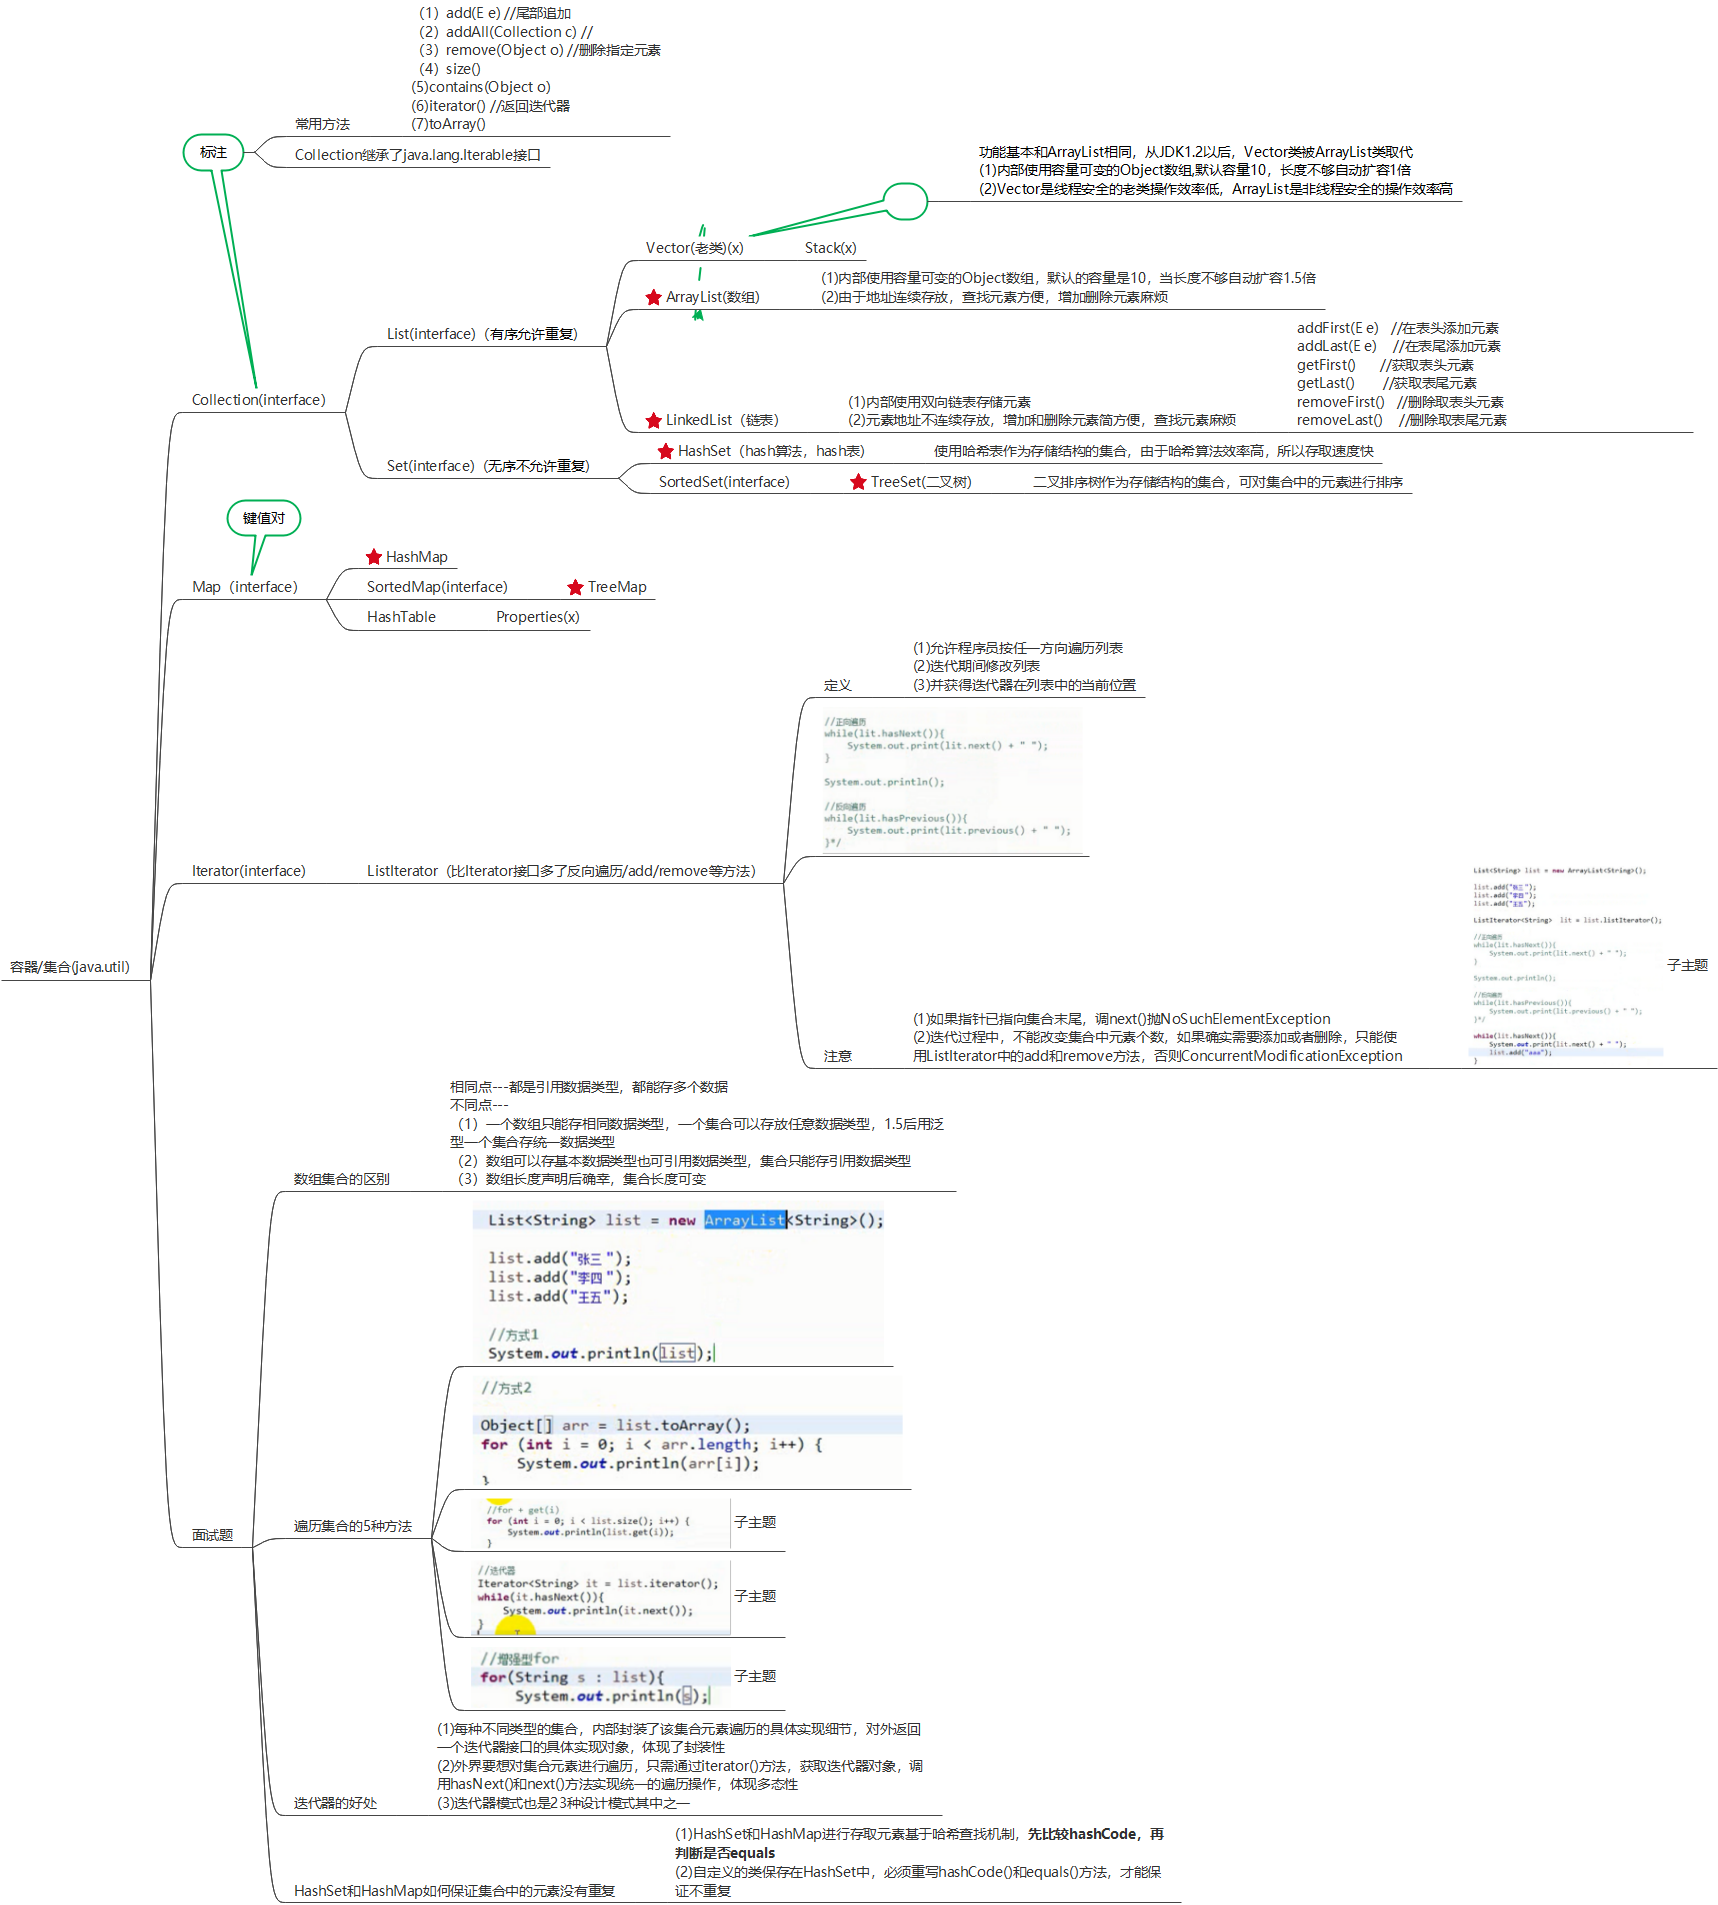 (1）add(E e) //尾部追加
（2）addAll(Collection c) //
（3）remove(Object o) //删除指定元素
（4）size()
(5)contains(Object o)
(6)iterator() //返回迭代器
(7)toArray()
常用方法
标注
Collection继承了java.lang.Iterable接口
功能基本和ArrayList相同，从JDK1.2以后，Vector类被ArrayList类取代
(1)内部使用容量可变的Object数组,默认容量10，长度不够自动扩容1倍
(2)Vector是线程安全的老类操作效率低，ArrayList是非线程安全的操作效率高
Vector(老类)(x)
Stack(x)
(1)内部使用容量可变的Object数组，默认的容量是10，当长度不够自动扩容1.5倍
(2)由于地址连续存放，查找元素方便，增加删除元素麻烦
ArrayList(数组)
List(interface)（有序允许重复)
addFirst(E e) //在表头添加元素
addLast(E e) //在表尾添加元素
getFirst() //获取表头元素
getLast() //获取表尾元素
removeFirst() //删除取表头元素
removeLast() //删除取表尾元素
(1)内部使用双向链表存储元素
(2)元素地址不连续存放，增加和删除元素简方便，查找元素麻烦
LinkedList（链表）
Collection(interface)
Set(interface)（无序不允许重复)
HashSet（hash算法，hash表)
使用哈希表作为存储结构的集合，由于哈希算法效率高，所以存取速度快
SortedSet(interface)
TreeSet(二叉树)
二叉排序树作为存储结构的集合，可对集合中的元素进行排序
键值对
Map（interface）
HashMap
SortedMap(interface)
TreeMap
HashTable
Properties(x)
(1)允许程序员按任一方向遍历列表
(2)迭代期间修改列表
(3)并获得迭代器在列表中的当前位置
定义
//正向遍历
while(lit.hasNext()){
System.out.print(lit.next() + " ");
}
System.out.println();
//反向遍历
while(lit.hasPrevious()){
System.out.print(lit.previous() + " ");
}*/
Iterator(interface)
ListIterator（比Iterator接口多了反向遍历/add/remove等方法）
List<String> list = new ArrayList<String>();
list.add("张三");
list.add("李四");
list.add("王五");
ListIterator<String> lit = list.listIterator();
//正向遍历
while(lit.hasNext()){
System.out.print(lit.next() + " ");
}
System.out.println();
//反向遍历
while(lit.hasPrevious()){
System.out.print(lit.previous() + " ");
}*/
while(lit.hasNext()){
System.out.print(lit.next() + " ");
list.add("aaa");
}
子主题
(1)如果指针已指向集合末尾，调next()抛NoSuchElementException
(2)迭代过程中，不能改变集合中元素个数，如果确实需要添加或者删除，只能使
用ListIterator中的add和remove方法，否则ConcurrentModificationException
注意
容器/集合(java.util)
相同点---都是引用数据类型，都能存多个数据
不同点---
（1）一个数组只能存相同数据类型，一个集合可以存放任意数据类型，1.5后用泛
型一个集合存统一数据类型
（2）数组可以存基本数据类型也可引用数据类型，集合只能存引用数据类型
（3）数组长度声明后确幸，集合长度可变
数组集合的区别
List<String> list = new ArrayList<String>();
list.add("张三");
list.add("李四");
list.add("王五");
//方式1
System.out.println(list);
//方式2
Object[] arr = list.toArray();
for (int i = 0; i < arr.length; i++) {
System.out.println(arr[i]);
}
//for + get(i)
for (int i = 0; i < list.size(); i++) {
System.out.println(list.get(i));
}
子主题
面试题
遍历集合的5种方法
//迭代器
Iterator<String> it = list.iterator();
while(it.hasNext()){
System.out.println(it.next());
}
子主题
//增强型for
for(String s : list){
System.out.println(s);
子主题
(1)每种不同类型的集合，内部封装了该集合元素遍历的具体实现细节，对外返回
一个迭代器接口的具体实现对象，体现了封装性
(2)外界要想对集合元素进行遍历，只需通过iterator()方法，获取迭代器对象，调
用hasNext()和next()方法实现统一的遍历操作，体现多态性
(3)迭代器模式也是23种设计模式其中之一
迭代器的好处
(1)HashSet和HashMap进行存取元素基于哈希查找机制，先比较hashCode，再
判断是否equals
(2)自定义的类保存在HashSet中，必须重写hashCode()和equals()方法，才能保
证不重复
HashSet和HashMap如何保证集合中的元素没有重复